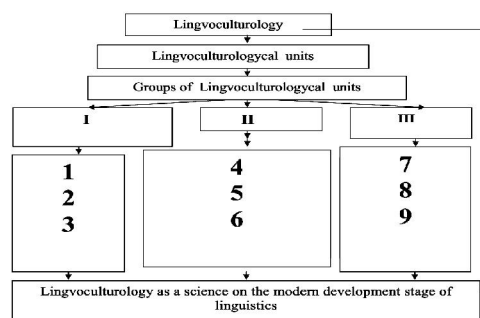 Lingvoculturology
Lingvoculturologycal units
Groups of Lingvoculturologycal units
I
II
III
1
2
3
4
5
6
7
8
9
Lingvoculturology as a science on the modern development stage of
linguistics